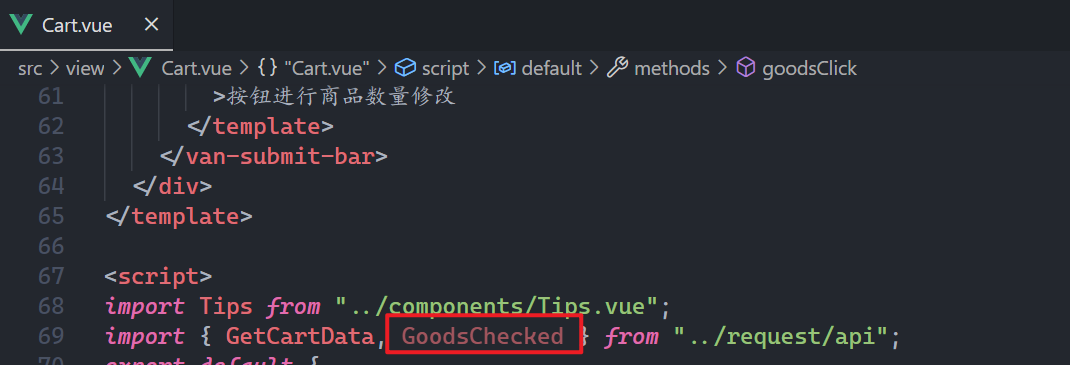 Cart.vue ×
src > view > Cart.vue > {} "Cart.vue" > script > default > methods > goodsClick
61 >按钮进行商品数量修改
62 </template>
63 </van-submit-bar>
64 </div>
65 </template>
66
67 <script>
68 import Tips from "../components/Tips.vue";
69 import { GetCartData, GoodsChecked } from "../request/api";
70 export default {